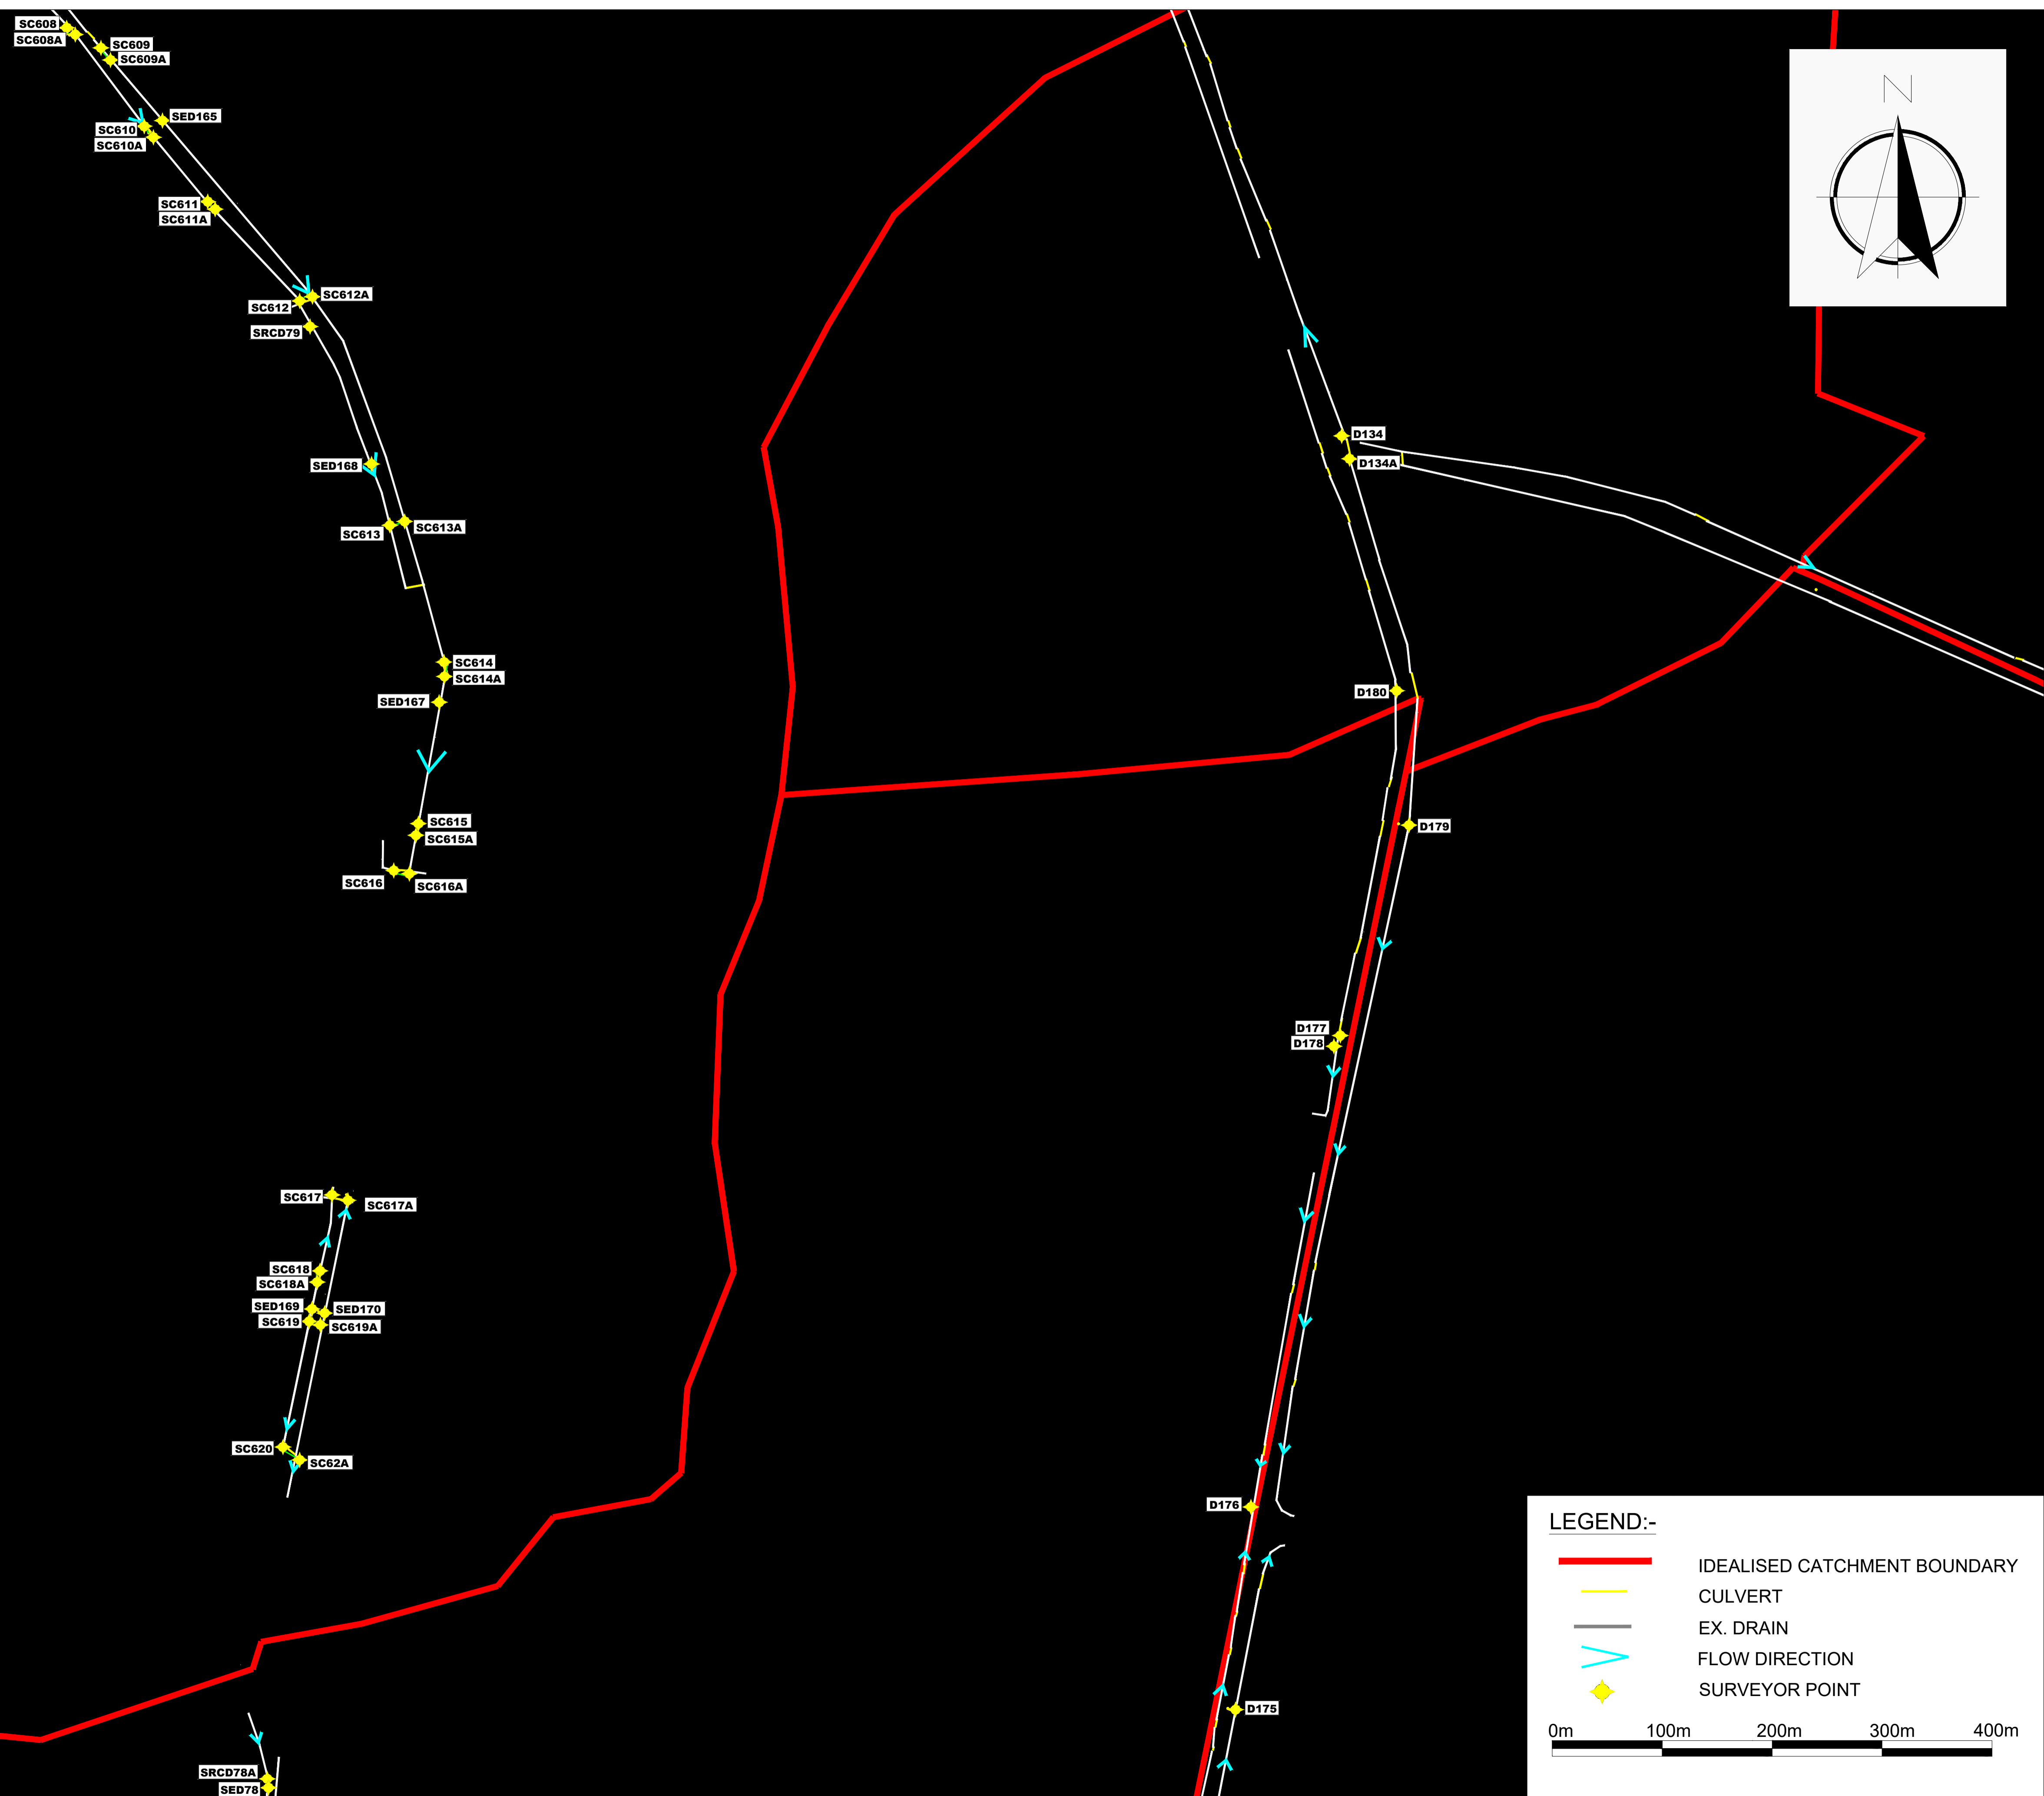 SC608
SC608A
SC609
SC609A
SED165
SC610
SC610A
SC611
SC611A
SC612A
SC612
SRCD79
SED168
SC613A
SC613
SC614
SC614A
SED167
SC615
SC615A
SC616
SC616A
SC617
SC617A
SC618
SC618A
SED169
SED170
SC619
SC619A
SC620
SC62A
SRCD78A
SED78
N
D134
D134A
D180
D179
D177
D178
D176
D175
LEGEND:-
IDEALISED CATCHMENT BOUNDARY
CULVERT
EX. DRAIN
FLOW DIRECTION
SURVEYOR POINT
0m 100m 200m 300m 400m